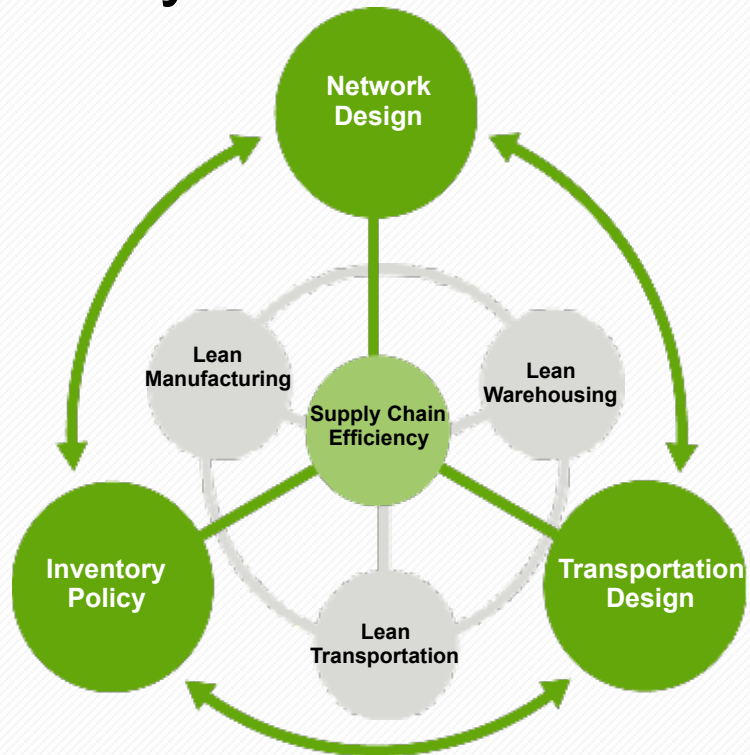 Network
Design
Lean
Manufacturing
Lean
Warehousing
Supply Chain
Efficiency
Inventory
Policy
Transportation
Design
Lean
Transportation